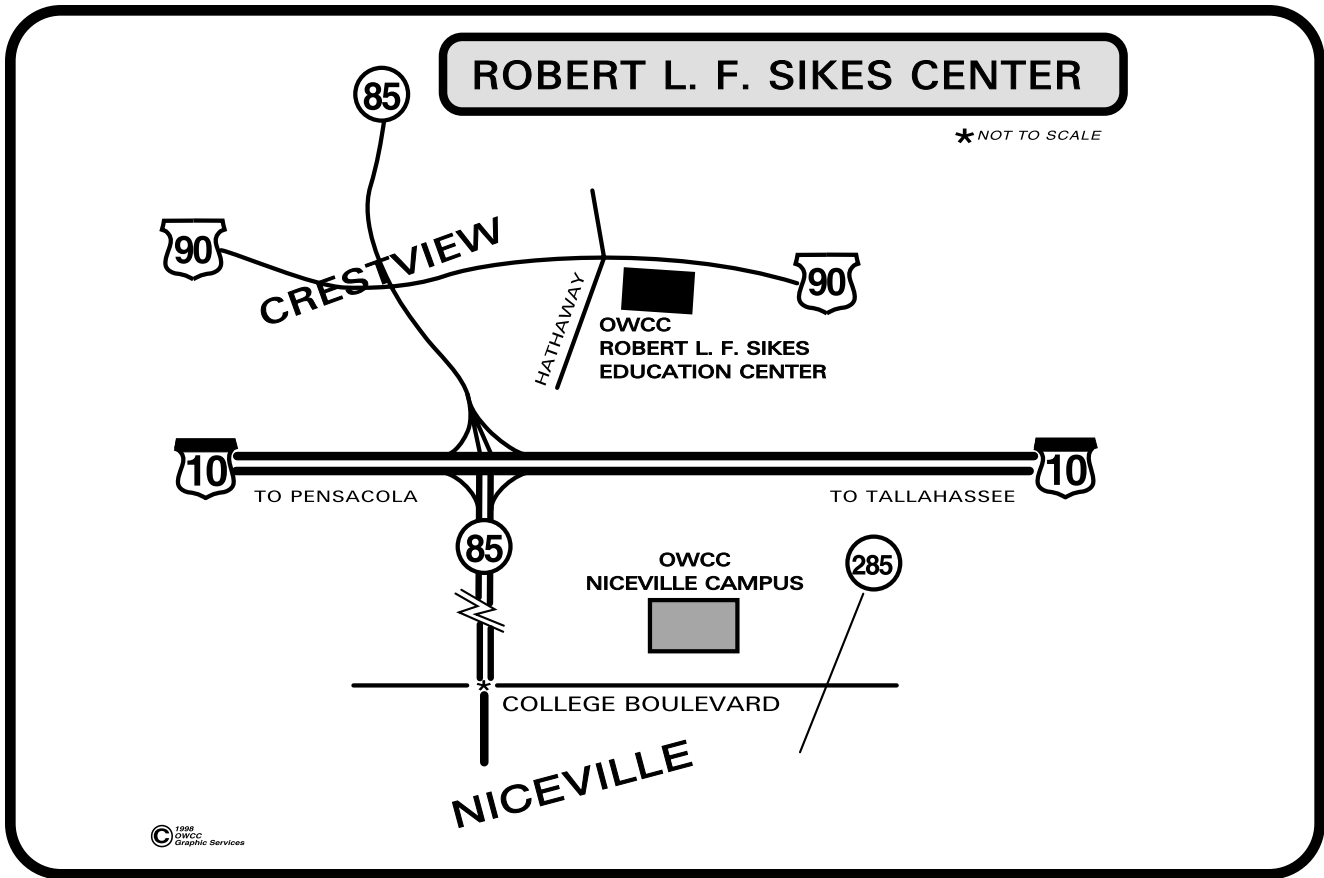 ROBERT L. F. SIKES CENTER
85
*NOT TO SCALE
90
CRESTVIEW
90
HATHAWAY
OWCC
ROBERT L. F. SIKES
EDUCATION CENTER
10
10
TO PENSACOLA
TO TALLAHASSEE
85
OWCC
NICEVILLE CAMPUS
285
*
COLLEGE BOULEVARD
NICEVILLE
© 1998
OWCC
Graphic Services